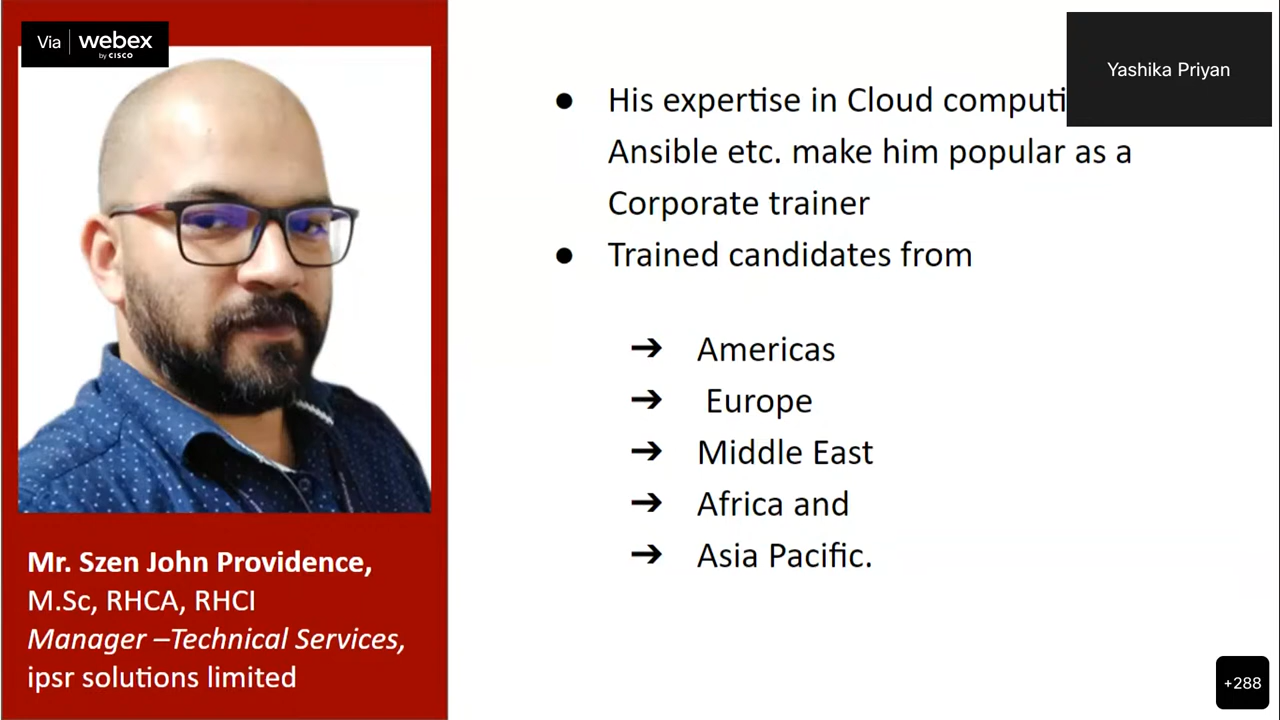 Via webex
by CISCO
Yashika Priyan
His expertise in Cloud
Ansible etc. make him popular as a
Corporate trainer
Trained candidates from
Americas
Europe
Middle East
Africa and
Asia Pacific.
Mr. Szen John Providence,
M.Sc, RHCA, RHCI
Manager –Technical Services,
ipsr solutions limited
+288